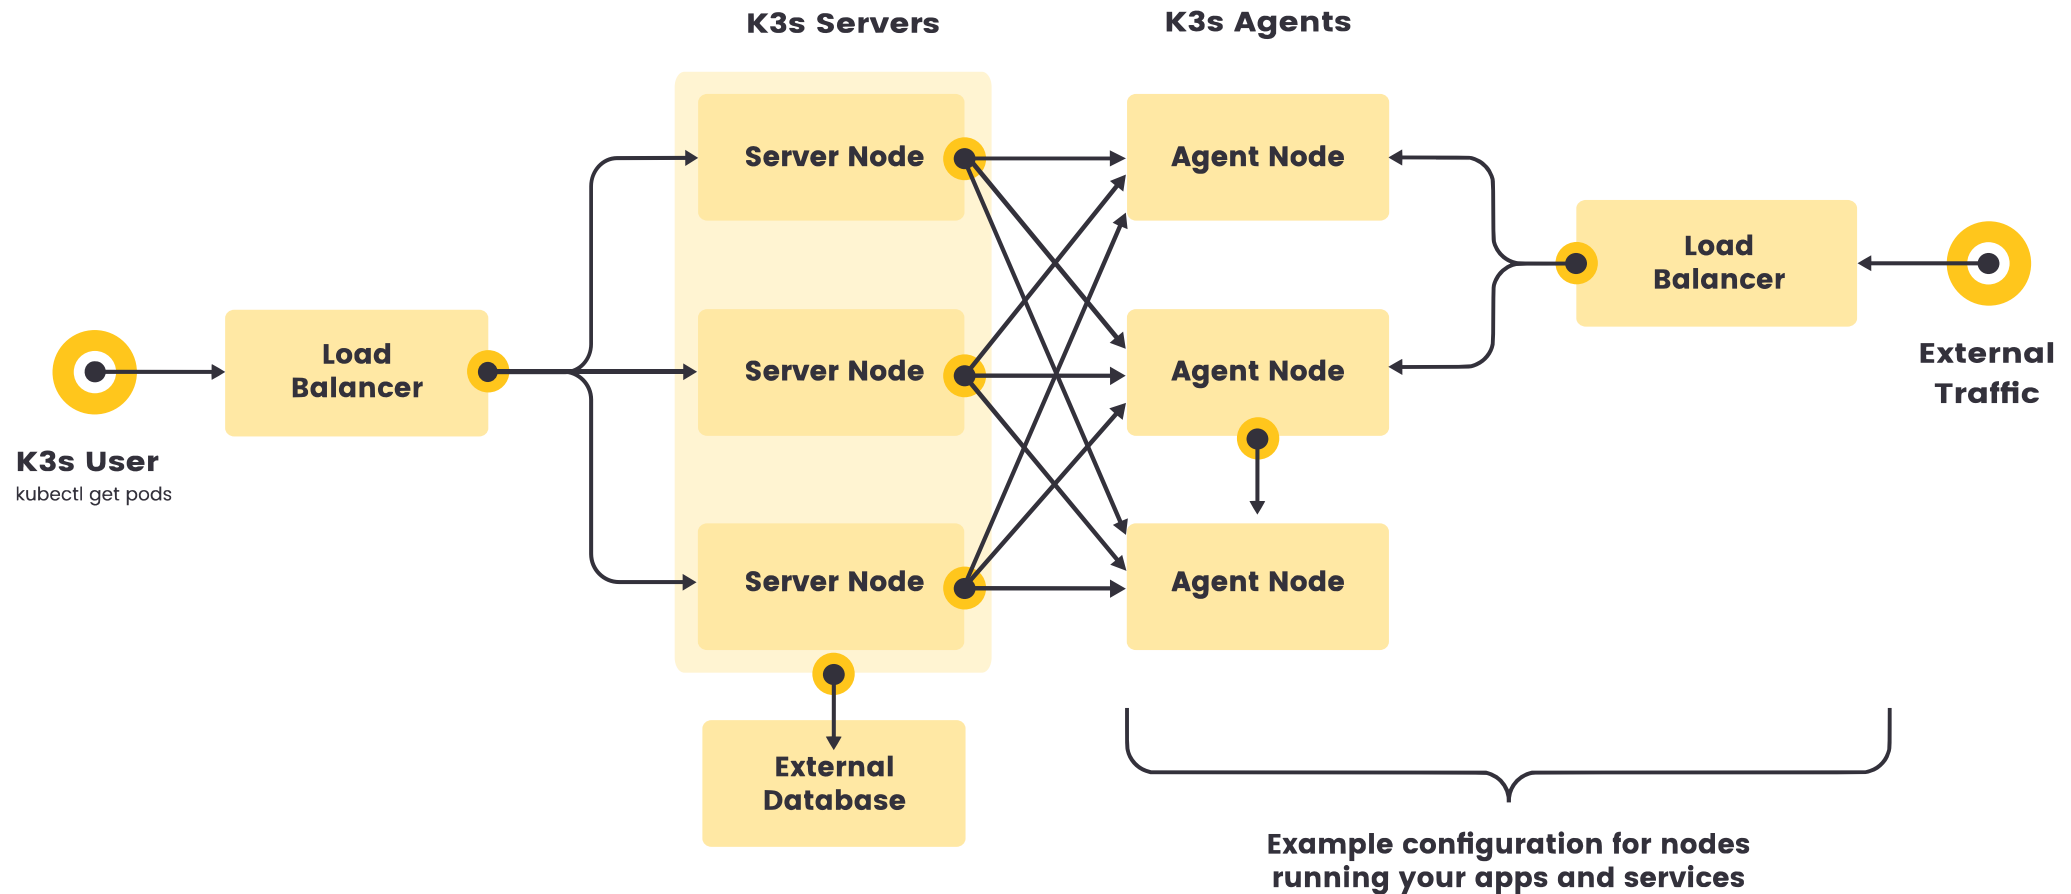 K3s Servers
K3s Agents
Server Node
Agent Node
Load
Balancer
External
Traffic
Load
Balancer
K3s User
kubectl get pods
Server Node
Agent Node
Server Node
Agent Node
External
Database
Example configuration for nodes
running your apps and services